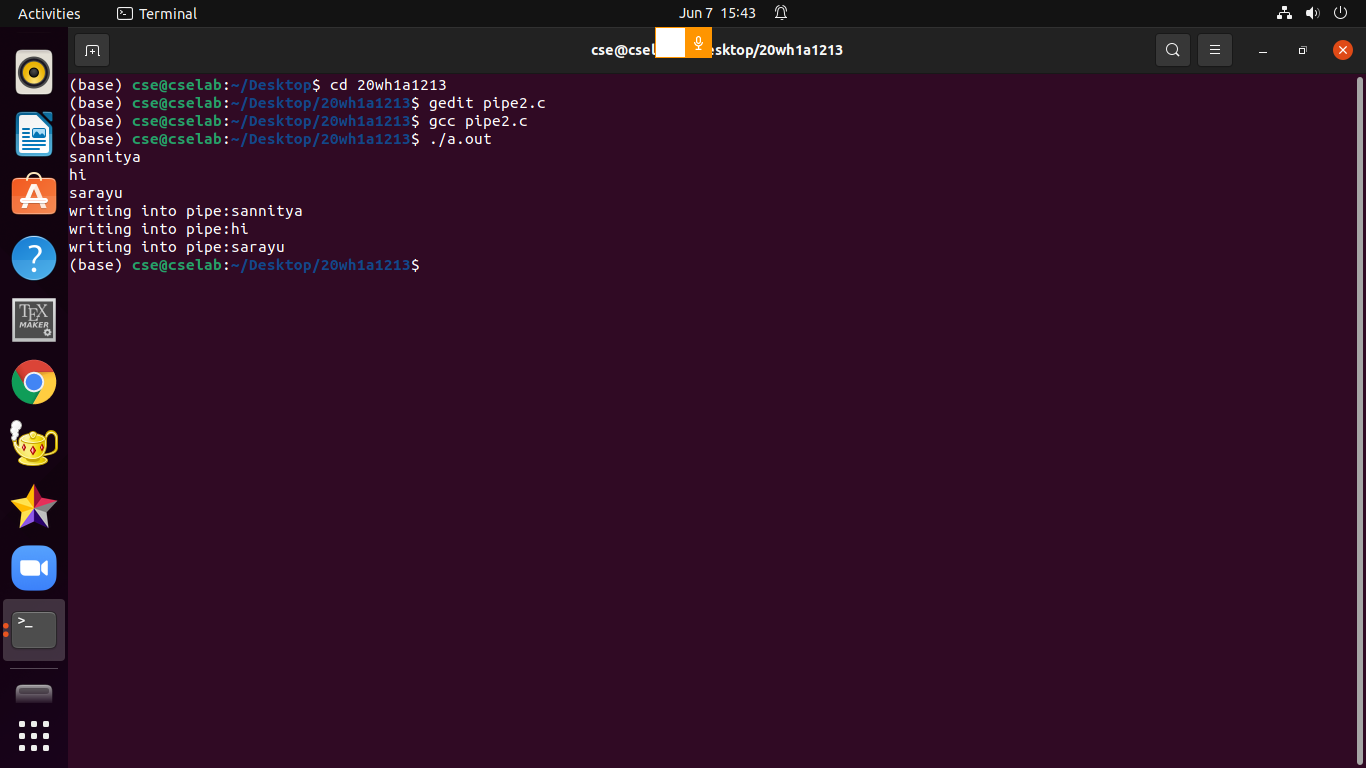 Activities
Terminal
Jun 7 15:43
cse@csel
esktop/20wh1a1213
(base) cse@cselab:~/Desktop$ cd 20wh1a1213
(base) cse@cselab:~/Desktop/20wh1a1213$ gedit pipe2.c
(base) cse@cselab:~/Desktop/20wh1a1213$ gcc pipe2.c
(base) cse@cselab:~/Desktop/20wh1a1213$ ./a.out
sannitya
hi
sarayu
writing into pipe:sannitya
writing into pipe:hi
writing into pipe:sarayu
(base) cse@cselab:~/Desktop/20wh1a1213$
A
?
TEX
MAKER
>_